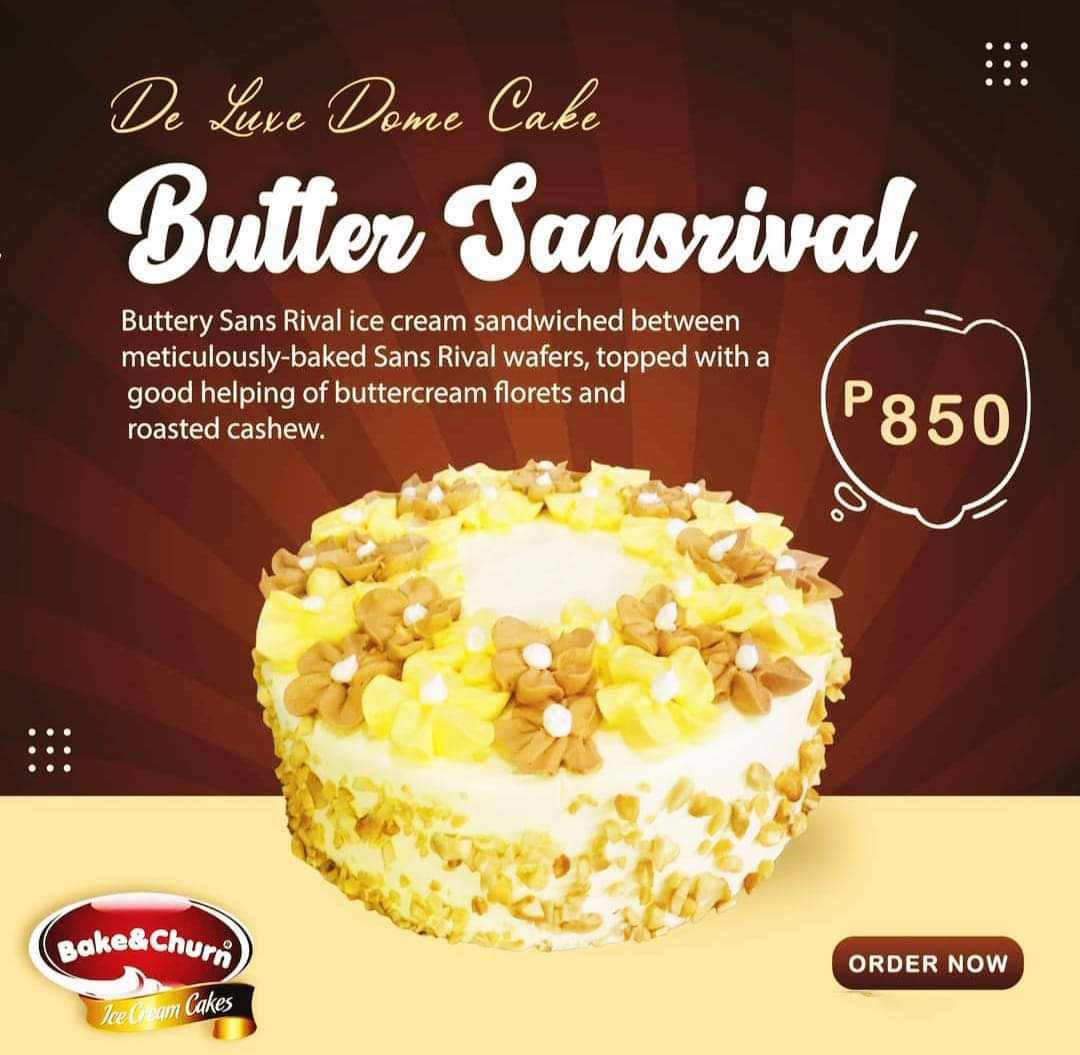 De Luxe Dome Cake
Butter Sansrival
Buttery Sans Rival ice cream sandwiched between
meticulously-baked Sans Rival wafers, topped with a
good helping of buttercream florets and
roasted cashew.
P850
Bake&Churn
Ice Cream Cakes
ORDER NOW